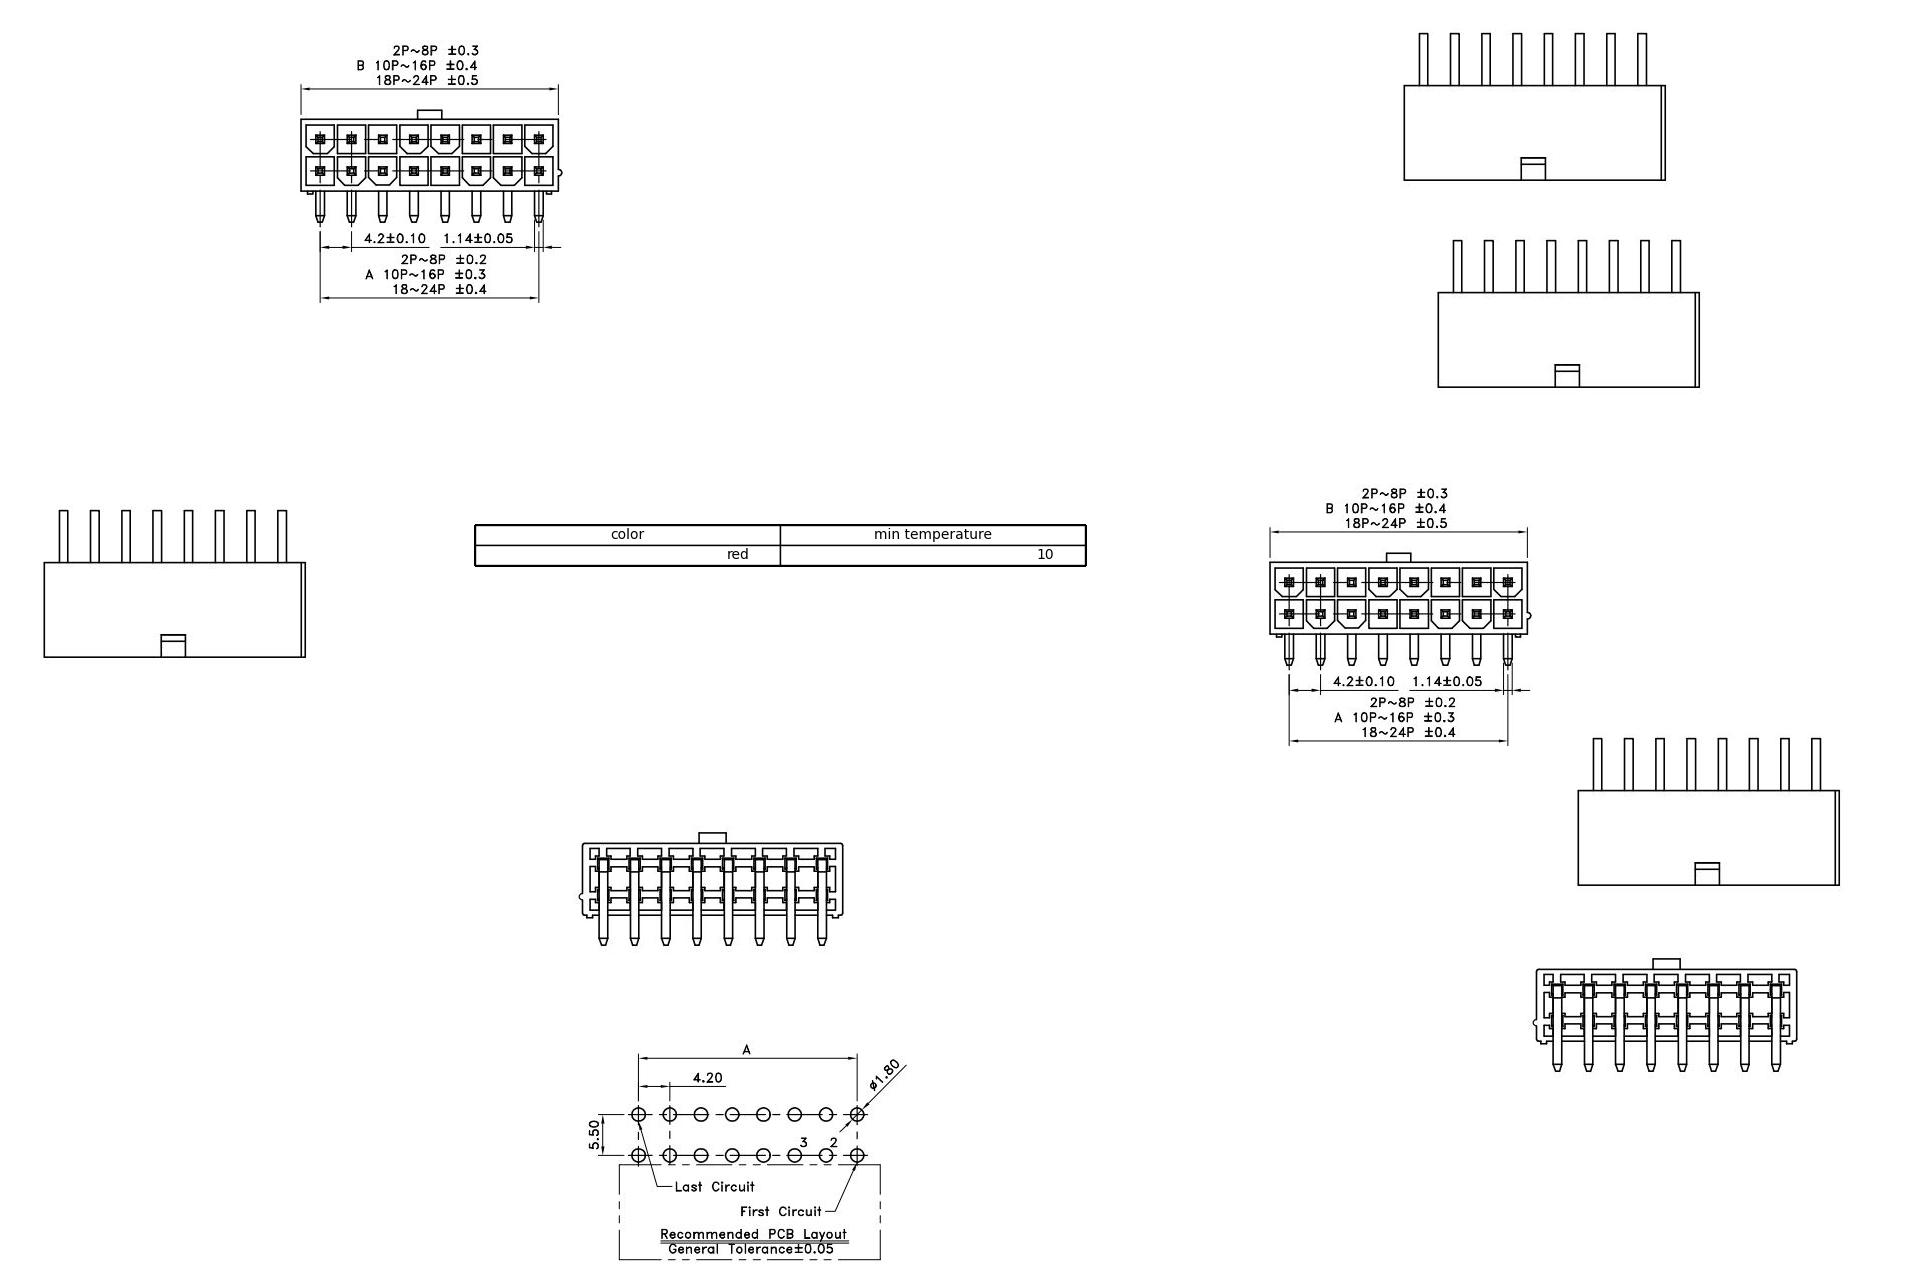 2P~8P ±0.3
B 10P~16P ±0.4
18P~24P ±0.5
4.2±0.10 1.14±0.05
2P~8P ±0.2
A 10P~16P ±0.3
18~24P ±0.4
color min temperature
red 10
2P~8P ±0.3
B 10P~16P ±0.4
18P~24P ±0.5
4.2±0.10 1.14±0.05
2P~8P ±0.2
A 10P~16P ±0.3
18~24P ±0.4
A
4.20
ø1.80
5.50
3 2
Last Circuit
First Circuit
Recommended PCB Layout
General Tolerance±0.05